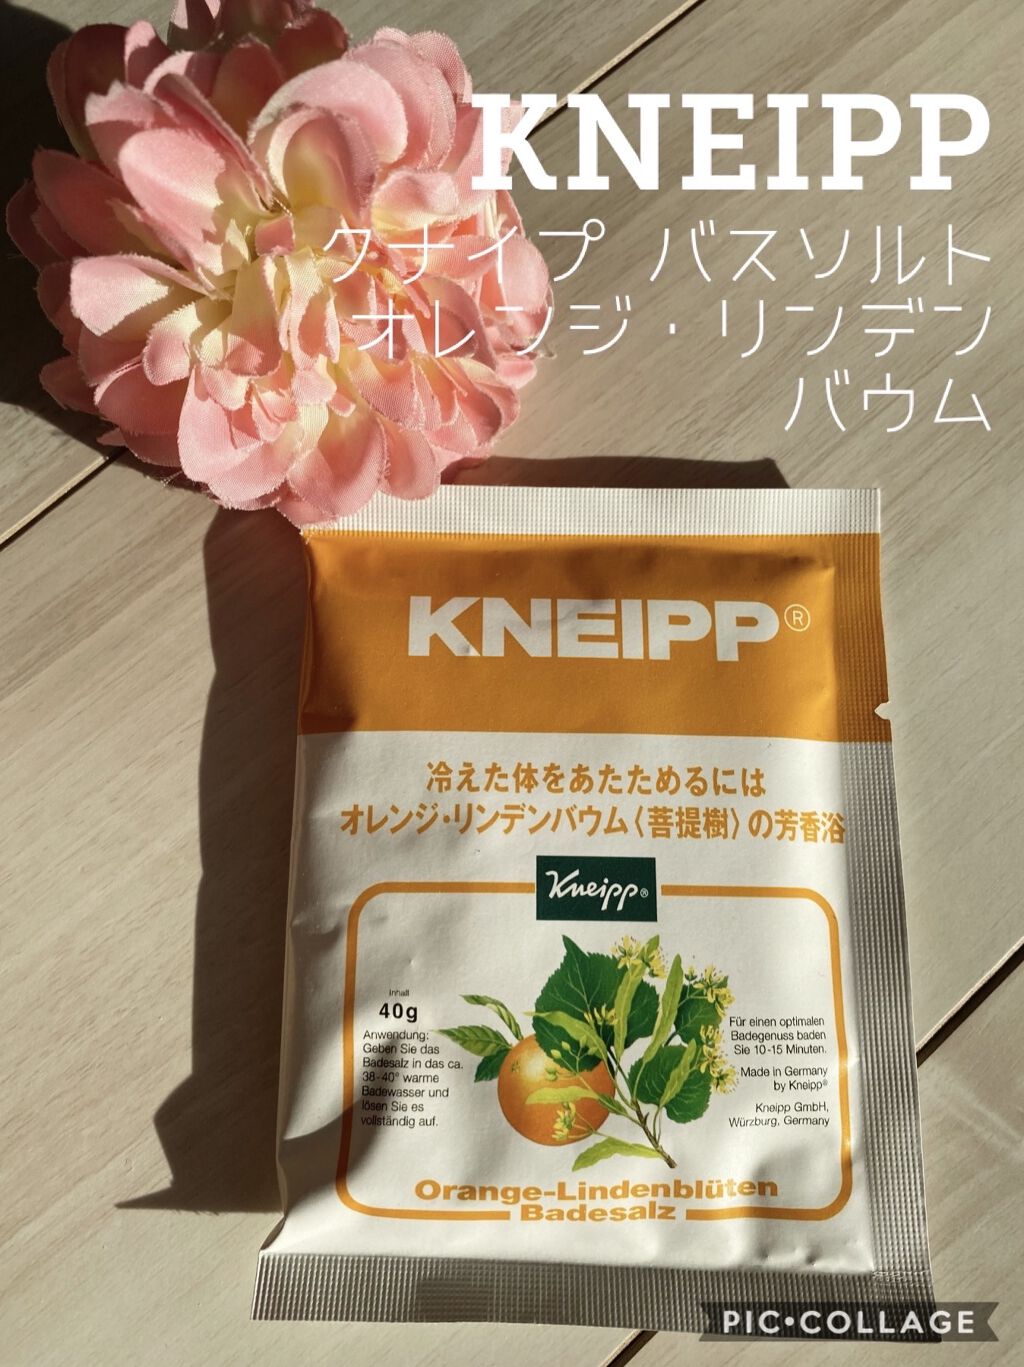 KNEIPP
クナイプ バスソルト
オレンジ・リンデン
バウム
KNEIPP®
冷えた体をあたためるには
オレンジ・リンデンバウム〈菩提樹〉の芳香浴
Kneipp®
Inhalt
40g
Anwendung:
Geben Sie das
Badesalz in das ca.
38-40° warme
Badewasser und
lösen Sie es
vollständig auf.
Für einen optimalen
Badegenuss baden
Sie 10-15 Minuten.
Made in Germany
by Kneipp®
Kneipp GmbH,
Würzburg, Germany
Orange-Lindenblüten
Badesalz
PIC•COLLAGE